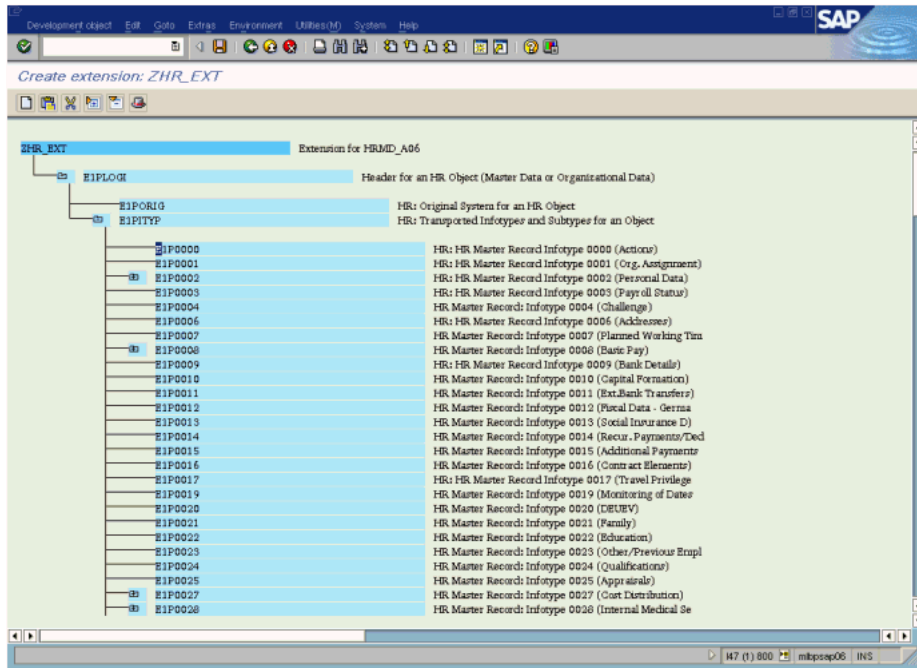 Development object Edit Goto Extras Environment Utilities(M) System Help
SAP
Create extension: ZHR_EXT
ZHR_EXT Extension for HRMD_A06
E1PLOGI Header for an HR Object (Master Data or Organizational Data)
E1PORIG HR: Original System for an HR Object
E1PITYP HR: Transported Infotypes and Subtypes for an Object
E1P0000 HR: HR Master Record Infotype 0000 (Actions)
E1P0001 HR: HR Master Record Infotype 0001 (Org. Assignment)
E1P0002 HR: HR Master Record Infotype 0002 (Personal Data)
E1P0003 HR: HR Master Record Infotype 0003 (Payroll Status)
E1P0004 HR Master Record: Infotype 0004 (Challenge)
E1P0006 HR: HR Master Record Infotype 0006 (Addresses)
E1P0007 HR Master Record: Infotype 0007 (Planned Working Tim
E1P0008 HR Master Record: Infotype 0008 (Basic Pay)
E1P0009 HR: HR Master Record Infotype 0009 (Bank Details)
E1P0010 HR Master Record: Infotype 0010 (Capital Formation)
E1P0011 HR Master Record: Infotype 0011 (Ext.Bank Transfers)
E1P0012 HR Master Record: Infotype 0012 (Fiscal Data - Germa
E1P0013 HR Master Record: Infotype 0013 (Social Insurance D)
E1P0014 HR Master Record: Infotype 0014 (Recur. Payments/Ded
E1P0015 HR Master Record: Infotype 0015 (Additional Payments
E1P0016 HR Master Record: Infotype 0016 (Contract Elements)
E1P0017 HR: HR Master Record Infotype 0017 (Travel Privilege
E1P0019 HR Master Record: Infotype 0019 (Monitoring of Dates
E1P0020 HR Master Record: Infotype 0020 (DEUEV)
E1P0021 HR Master Record: Infotype 0021 (Family)
E1P0022 HR Master Record: Infotype 0022 (Education)
E1P0023 HR Master Record: Infotype 0023 (Other/Previous Empl
E1P0024 HR Master Record: Infotype 0024 (Qualifications)
E1P0025 HR Master Record: Infotype 0025 (Appraisals)
E1P0027 HR Master Record: Infotype 0027 (Cost Distribution)
E1P0028 HR Master Record: Infotype 0028 (Internal Medical Se
I47 (1) 800 mibpsap06 INS